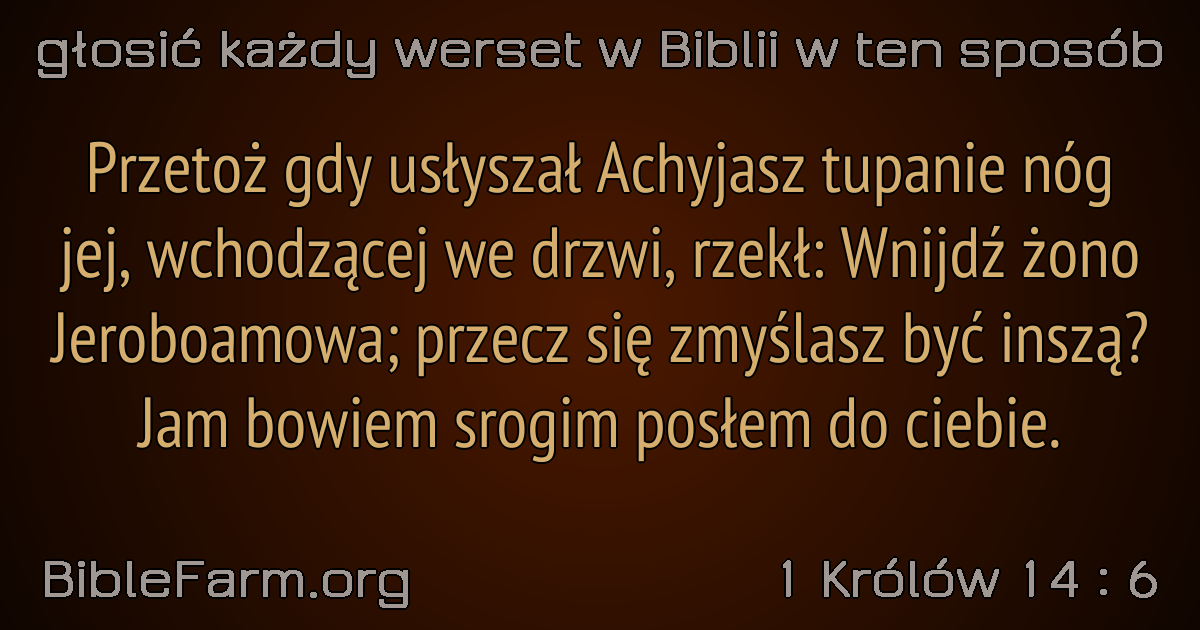 głosić każdy werset w Biblii w ten sposób
Przetoż gdy usłyszał Achyjasz tupanie nóg
jej, wchodzącej we drzwi, rzekł: Wnijdź żono
Jeroboamowa; przecz się zmyślasz być inszą?
Jam bowiem srogim posłem do ciebie.
BibleFarm.org
1 Królów 14 : 6